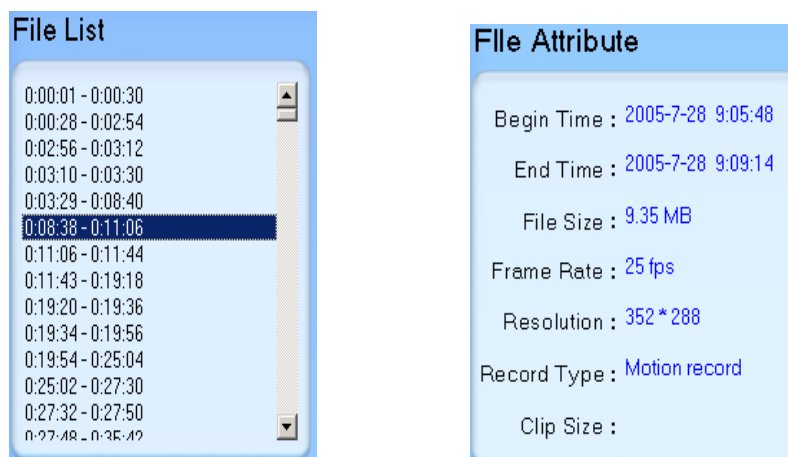 File List
0:00:01 - 0:00:30
0:00:28 - 0:02:54
0:02:56 - 0:03:12
0:03:10 - 0:03:30
0:03:29 - 0:08:40
0:08:38 - 0:11:06
0:11:06 - 0:11:44
0:11:43 - 0:19:18
0:19:20 - 0:19:36
0:19:34 - 0:19:56
0:19:54 - 0:25:04
0:25:02 - 0:27:30
0:27:32 - 0:27:50
0:27:48 - 0:35:42
FIle Attribute
Begin Time : 2005-7-28 9:05:48
End Time : 2005-7-28 9:09:14
File Size : 9.35 MB
Frame Rate : 25 fps
Resolution : 352 * 288
Record Type : Motion record
Clip Size :